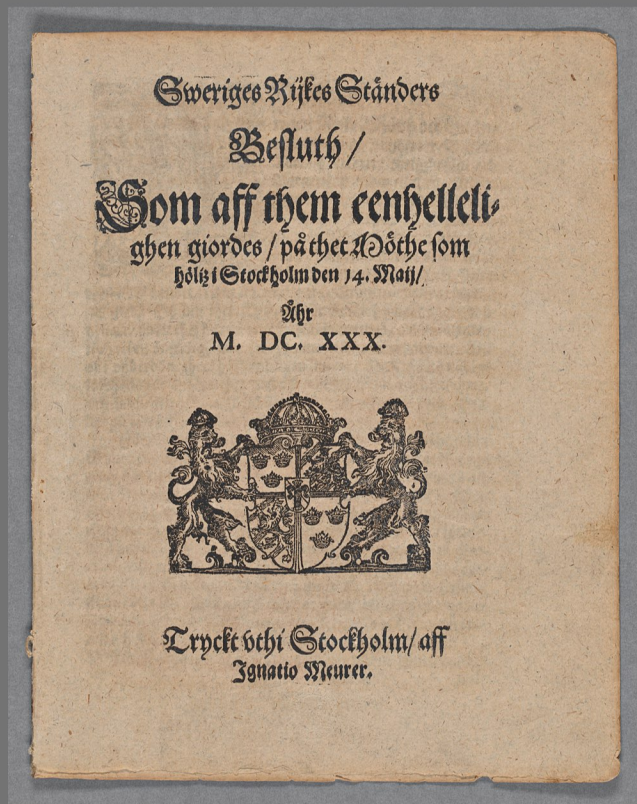 Sweriges Rijkes Ständers
Besluth /
Som aff them eenhelleli-
ghen giordes / på thet Möthe som
höltz i Stockholm den 14. Maij /
Åhr
M. DC. XXX.
Tryckt vthi Stockholm / aff
Ignatio Meurer.